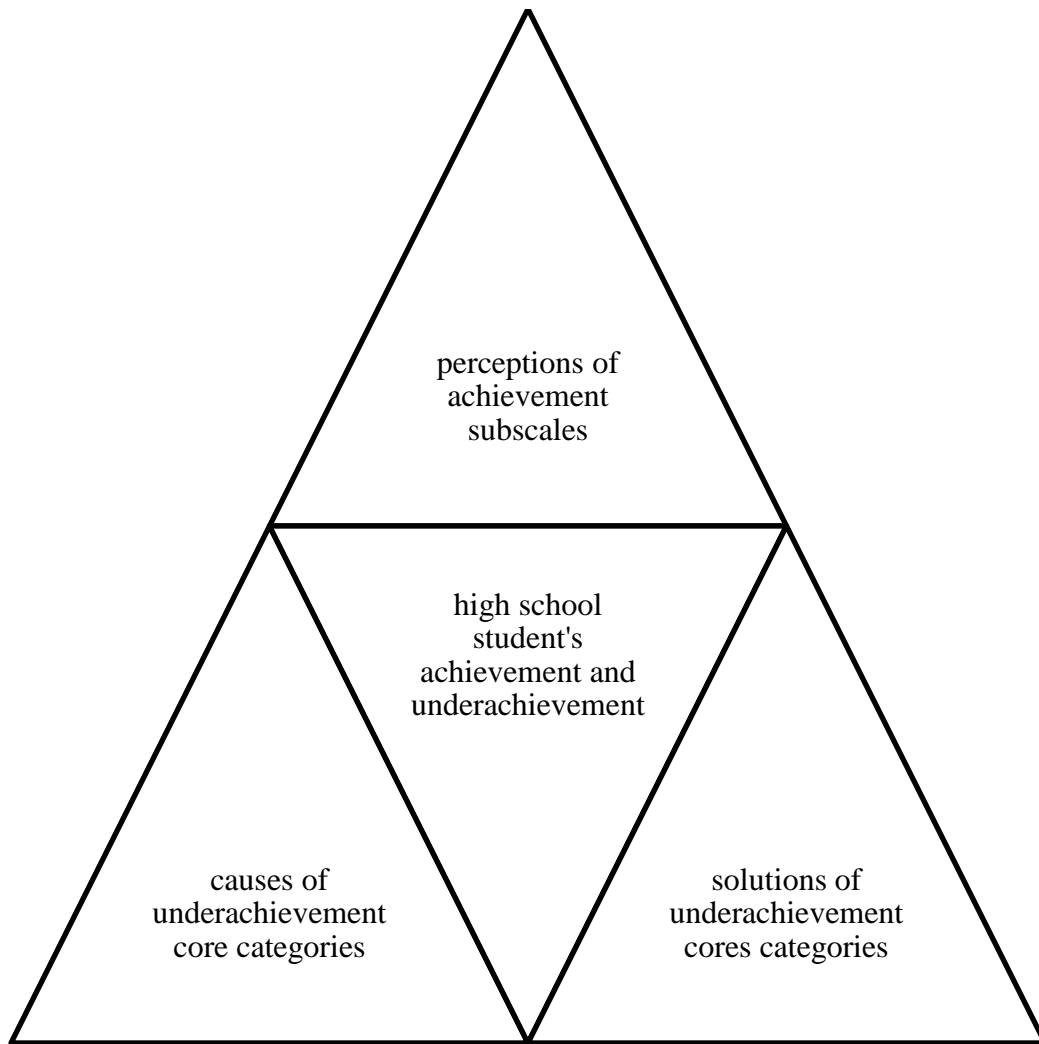 perceptions of
achievement
subscales
high school
student's
achievement and
underachievement
causes of
underachievement
core categories
solutions of
underachievement
cores categories